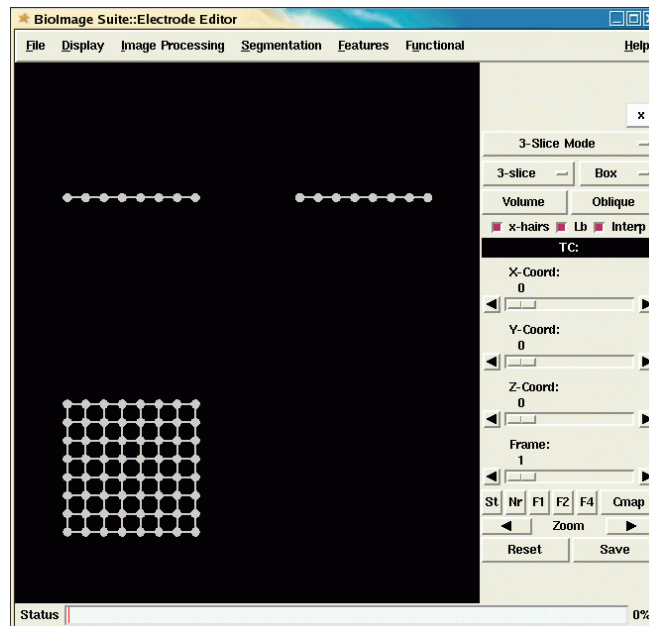 BioImage Suite::Electrode Editor
File Display Image Processing Segmentation Features Functional Help
x
3-Slice Mode
3-slice Box
Volume Oblique
x-hairs Lb Interp
TC:
X-Coord:
0
Y-Coord:
0
Z-Coord:
0
Frame:
1
St Nr F1 F2 F4 Cmap
Zoom
Reset Save
Status 0%